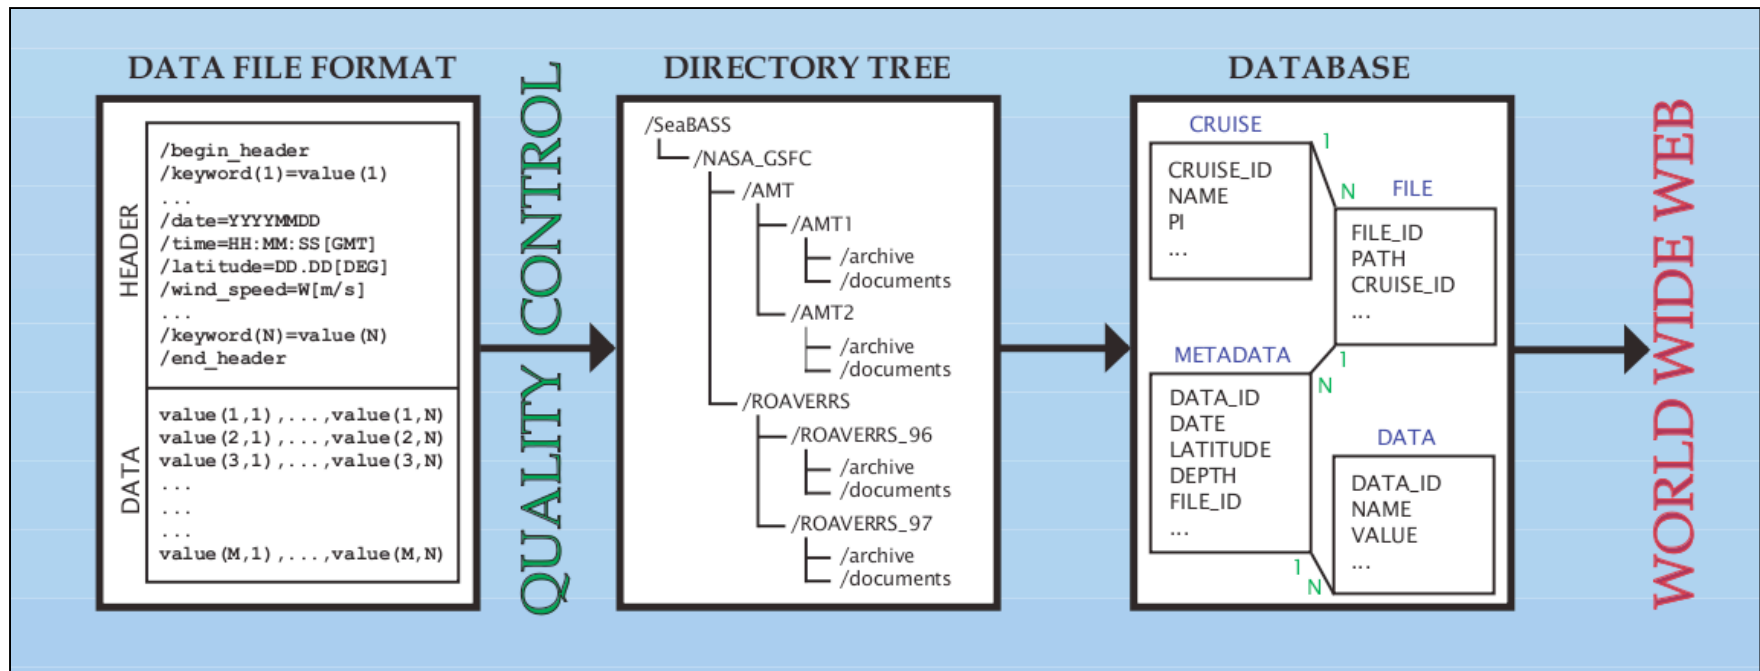 DATA FILE FORMAT
HEADER
/begin_header
/keyword(1)=value(1)
...
/date=YYYYMMDD
/time=HH:MM:SS[GMT]
/latitude=DD.DD[DEG]
/wind_speed=W[m/s]
...
/keyword(N)=value(N)
/end_header
DATA
value(1,1),...,value(1,N)
value(2,1),...,value(2,N)
value(3,1),...,value(3,N)
...
...
...
value(M,1),...,value(M,N)
QUALITY CONTROL
DIRECTORY TREE
/SeaBASS
/NASA_GSFC
/AMT
/AMT1
/archive
/documents
/AMT2
/archive
/documents
/ROAVERRS
/ROAVERRS_96
/archive
/documents
/ROAVERRS_97
/archive
/documents
DATABASE
CRUISE
CRUISE_ID
NAME
PI
...
1
N
FILE
FILE_ID
PATH
CRUISE_ID
...
1
N
METADATA
DATA_ID
DATE
LATITUDE
DEPTH
FILE_ID
...
1
N
DATA
DATA_ID
NAME
VALUE
...
WORLD WIDE WEB